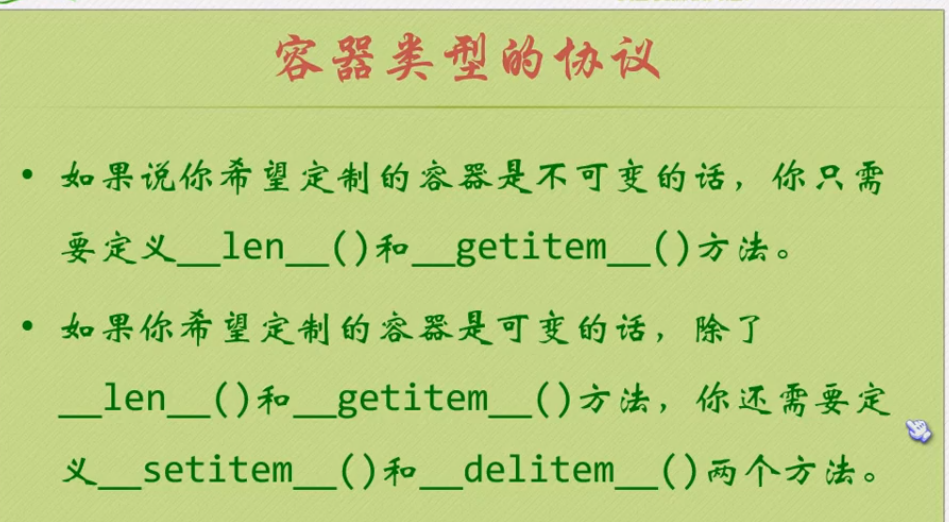 容器类型的协议
• 如果说你希望定制的容器是不可变的话，你只需
要定义__len__()和__getitem__()方法。
• 如果你希望定制的容器是可变的话，除了
__len__()和__getitem__()方法，你还需要定
义__setitem__()和__delitem__()两个方法。